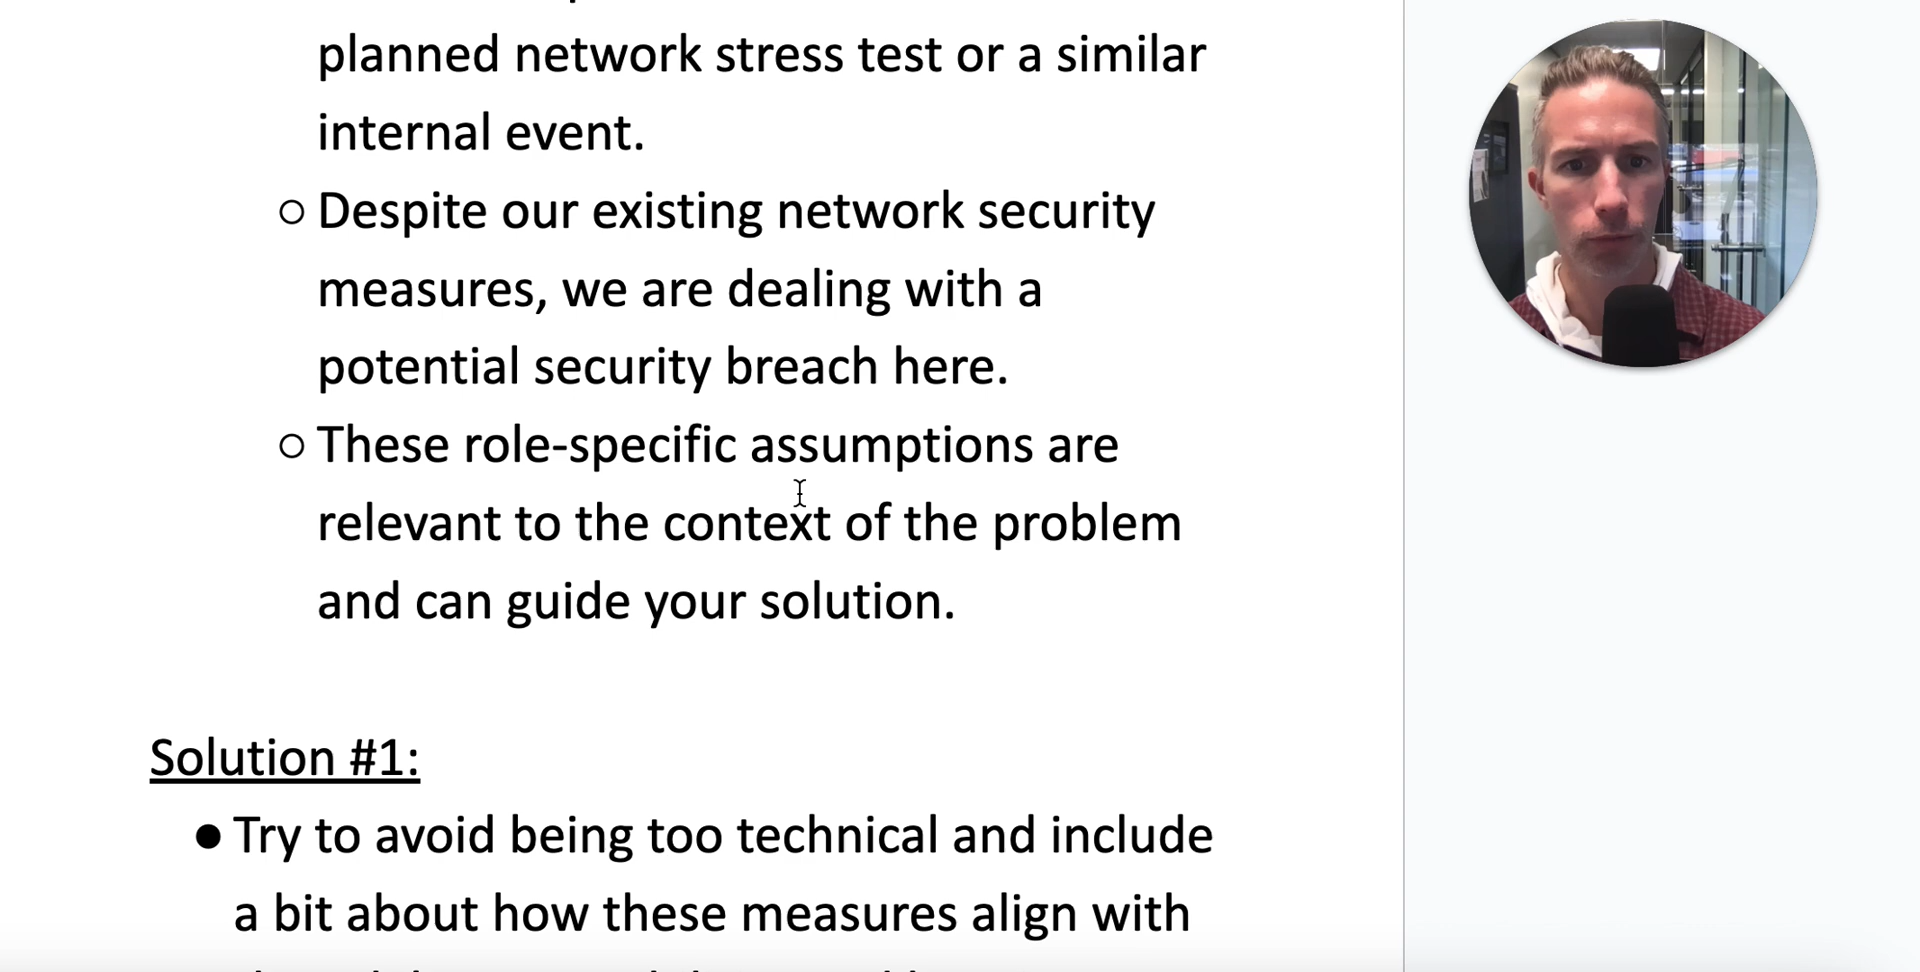 planned network stress test or a similar
internal event.
○ Despite our existing network security
measures, we are dealing with a
potential security breach here.
○ These role-specific assumptions are
relevant to the context of the problem
and can guide your solution.
Solution #1:
● Try to avoid being too technical and include
a bit about how these measures align with